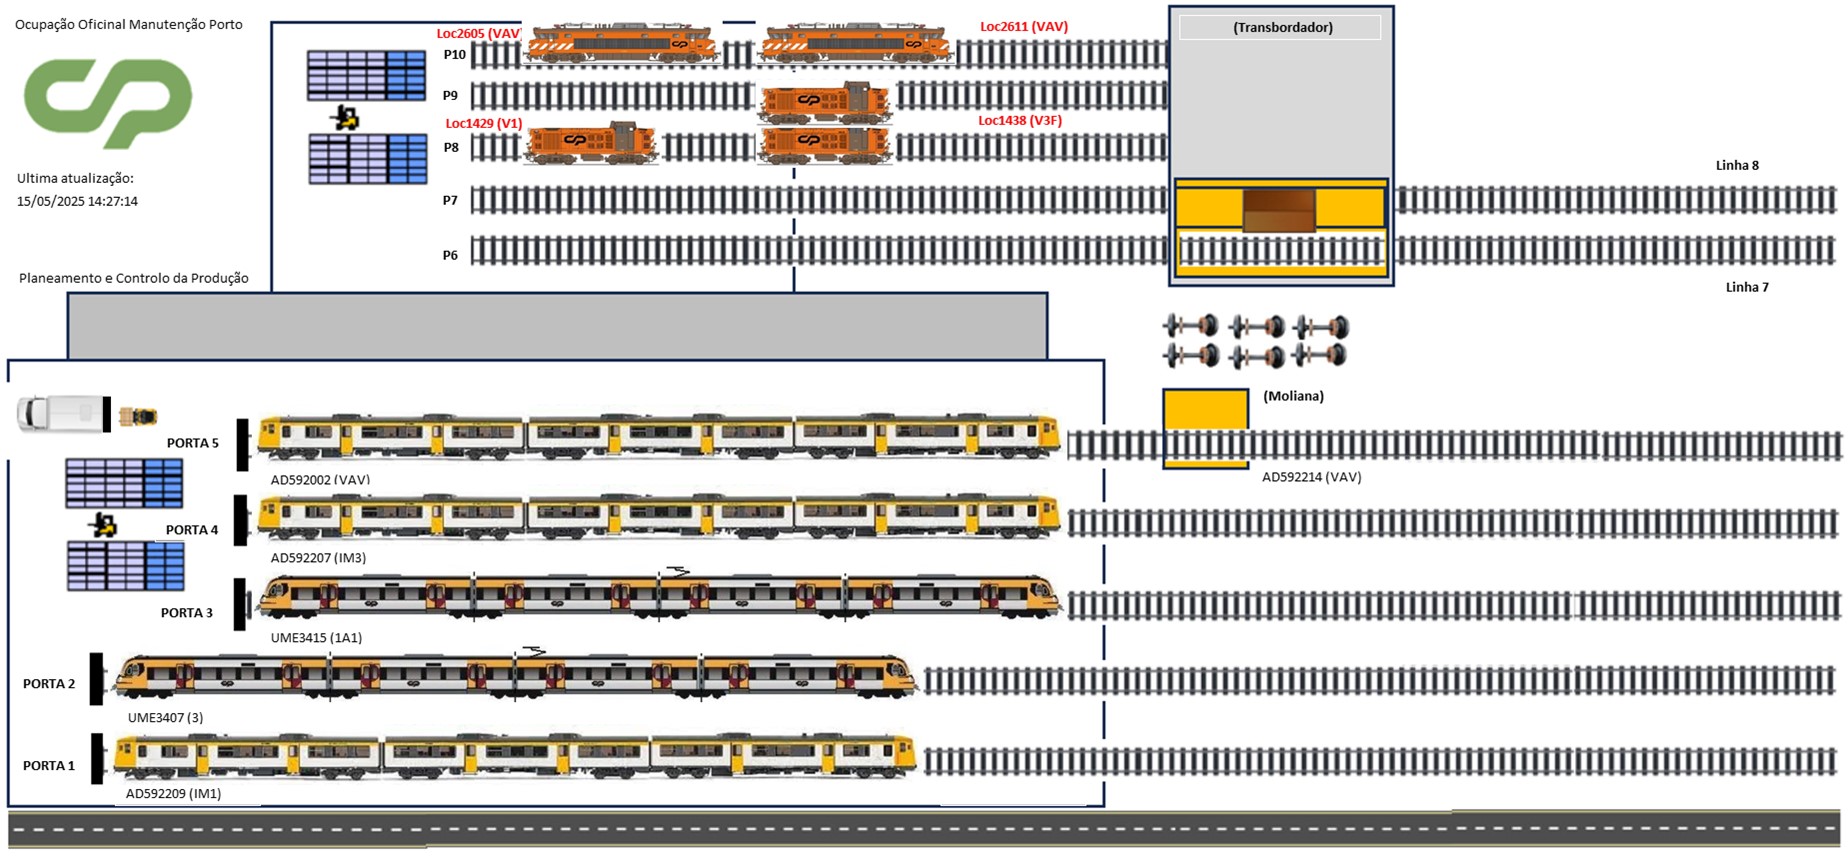 Ocupação Oficinal Manutenção Porto
CP
Ultima atualização:
15/05/2025 14:27:14
Planeamento e Controlo da Produção
Loc2605 (VAV)
Loc2611 (VAV)
P10
P9
Loc1429 (V1)
Loc1438 (V3F)
P8
P7
P6
(Transbordador)
Linha 8
Linha 7
(Moliana)
PORTA 5
AD592002 (VAV)
AD592214 (VAV)
PORTA 4
AD592207 (IM3)
PORTA 3
UME3415 (1A1)
PORTA 2
UME3407 (3)
PORTA 1
AD592209 (IM1)